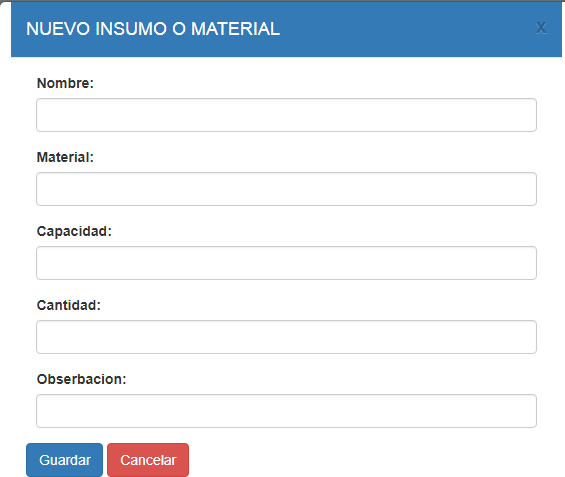 NUEVO INSUMO O MATERIAL
X
Nombre:
Material:
Capacidad:
Cantidad:
Obserbacion:
Guardar Cancelar